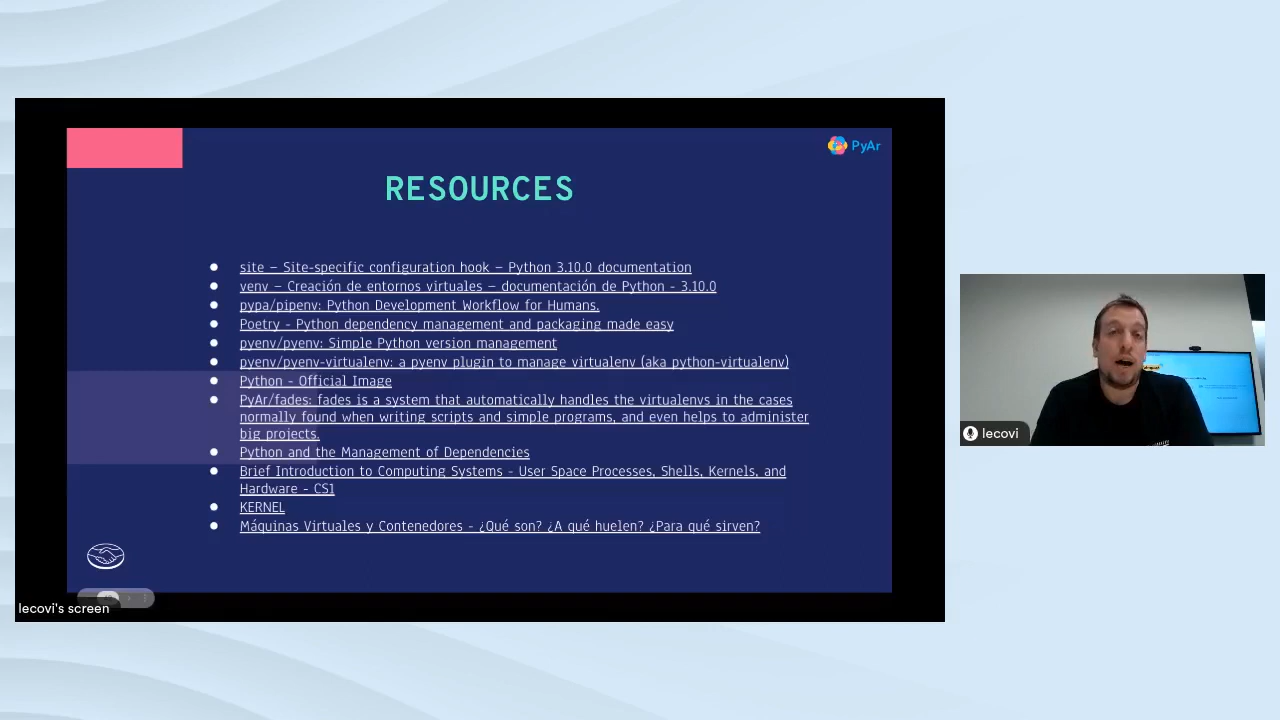 PyAr
RESOURCES
site – Site-specific configuration hook – Python 3.10.0 documentation
venv – Creación de entornos virtuales – documentación de Python - 3.10.0
pypa/pipenv: Python Development Workflow for Humans.
Poetry - Python dependency management and packaging made easy
pyenv/pyenv: Simple Python version management
pyenv/pyenv-virtualenv: a pyenv plugin to manage virtualenv (aka python-virtualenv)
Python - Official Image
PyAr/fades: fades is a system that automatically handles the virtualenvs in the cases
normally found when writing scripts and simple programs, and even helps to administer
big projects.
Python and the Management of Dependencies
Brief Introduction to Computing Systems - User Space Processes, Shells, Kernels, and
Hardware - CS1
KERNEL
Máquinas Virtuales y Contenedores - ¿Qué son? ¿A qué huelen? ¿Para qué sirven?
lecovi's screen
lecovi